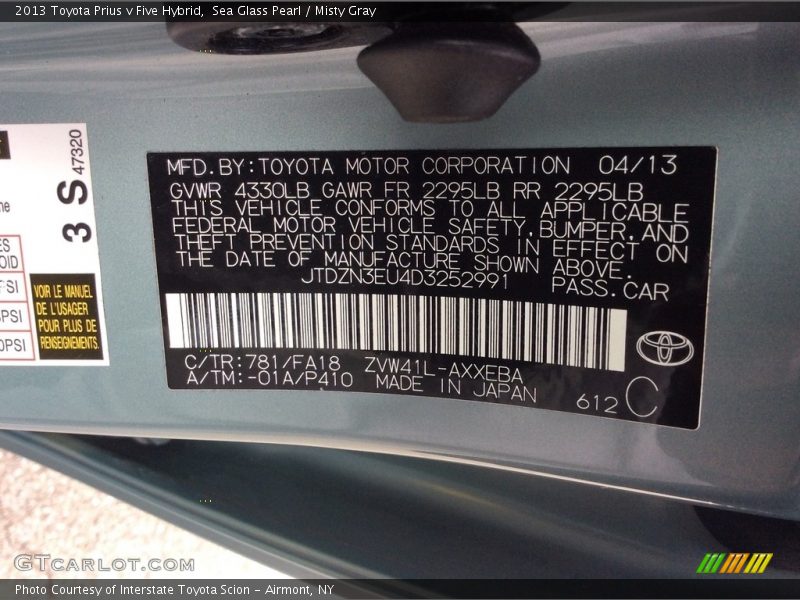 2013 Toyota Prius v Five Hybrid, Sea Glass Pearl / Misty Gray
3 S 47320
PSI
PSI
0PSI
VOIR LE MANUEL
DE L'USAGER
POUR PLUS DE
RENSEIGNEMENTS.
MFD.BY:TOYOTA MOTOR CORPORATION 04/13
GVWR 4330LB GAWR FR 2295LB RR 2295LB
THIS VEHICLE CONFORMS TO ALL APPLICABLE
FEDERAL MOTOR VEHICLE SAFETY,BUMPER,AND
THEFT PREVENTION STANDARDS IN EFFECT ON
THE DATE OF MANUFACTURE SHOWN ABOVE.
JTDZN3EU4D3252991 PASS.CAR
C/TR:781/FA18 ZVW41L-AXXEBA
A/TM:-01A/P410 MADE IN JAPAN
612 C
GTCARLOT.COM
Photo Courtesy of Interstate Toyota Scion - Airmont, NY